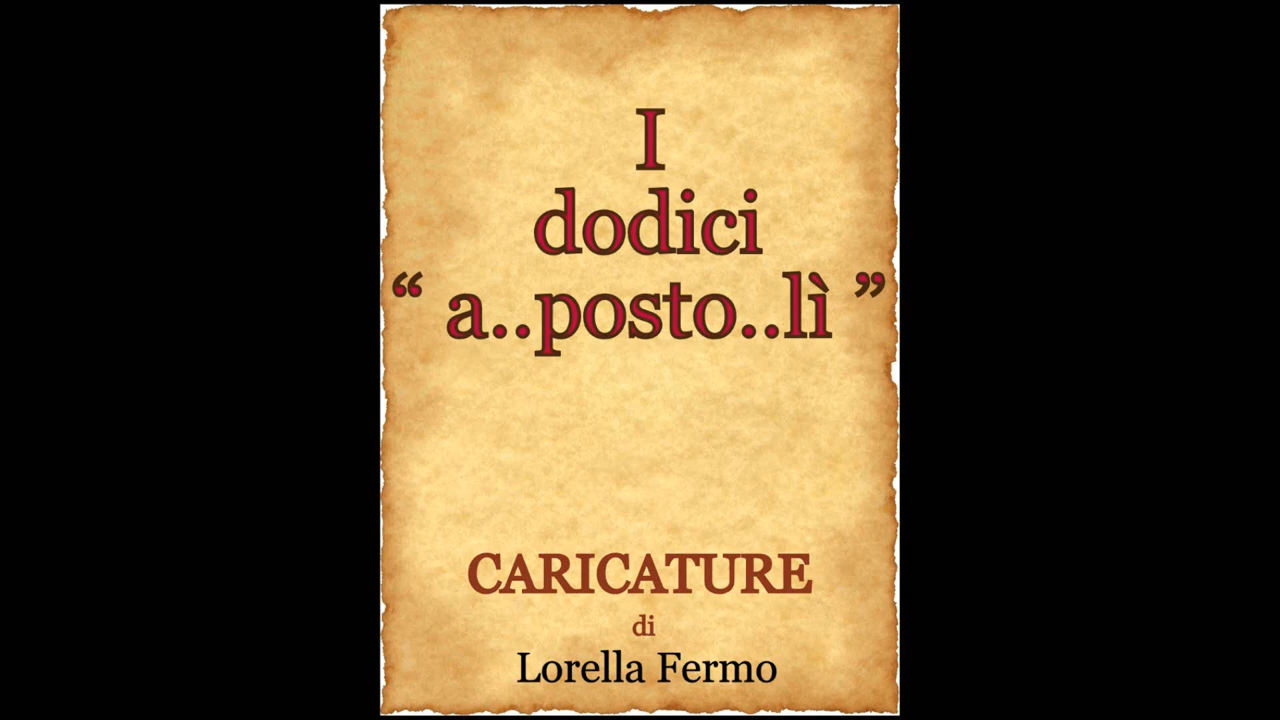 I
dodici
“ a..posto..lì ”
CARICATURE
di
Lorella Fermo